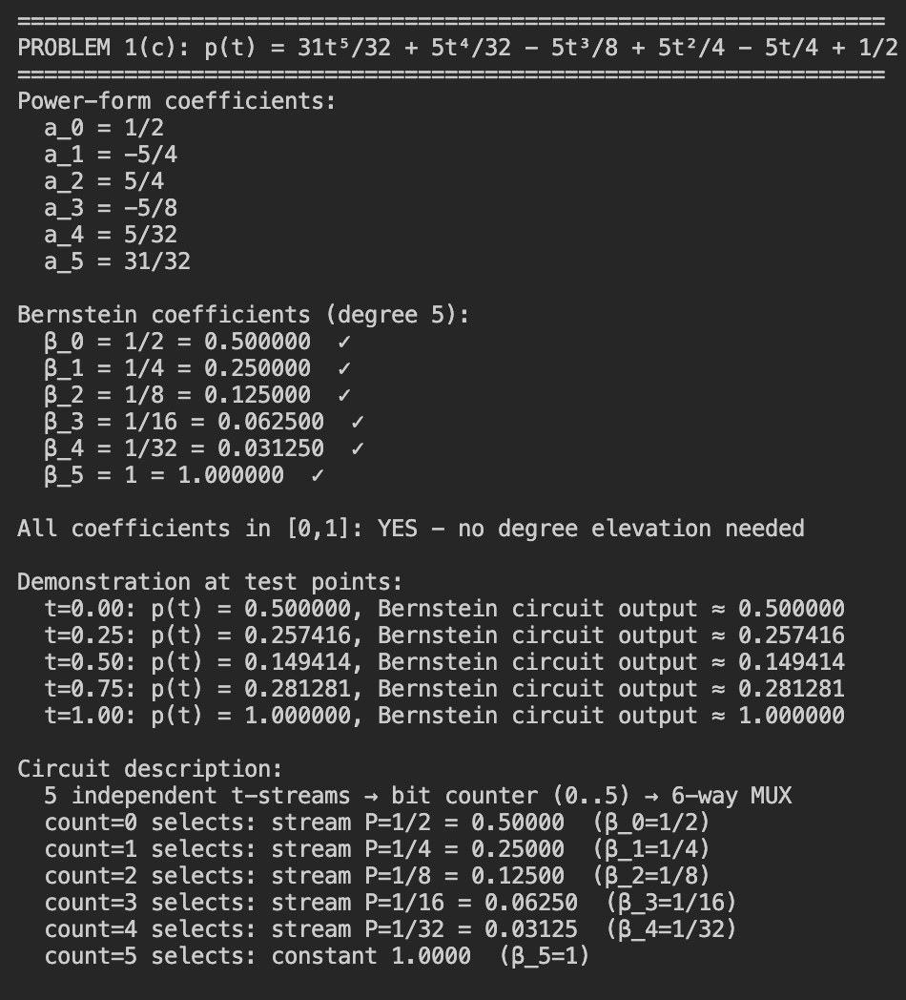 =================================================================
PROBLEM 1(c): p(t) = 31t⁵/32 + 5t⁴/32 − 5t³/8 + 5t²/4 − 5t/4 + 1/2
=================================================================
Power-form coefficients:
  a_0 = 1/2
  a_1 = -5/4
  a_2 = 5/4
  a_3 = -5/8
  a_4 = 5/32
  a_5 = 31/32

Bernstein coefficients (degree 5):
  β_0 = 1/2 = 0.500000  ✓
  β_1 = 1/4 = 0.250000  ✓
  β_2 = 1/8 = 0.125000  ✓
  β_3 = 1/16 = 0.062500  ✓
  β_4 = 1/32 = 0.031250  ✓
  β_5 = 1 = 1.000000  ✓

All coefficients in [0,1]: YES — no degree elevation needed

Demonstration at test points:
  t=0.00: p(t) = 0.500000, Bernstein circuit output ≈ 0.500000
  t=0.25: p(t) = 0.257416, Bernstein circuit output ≈ 0.257416
  t=0.50: p(t) = 0.149414, Bernstein circuit output ≈ 0.149414
  t=0.75: p(t) = 0.281281, Bernstein circuit output ≈ 0.281281
  t=1.00: p(t) = 1.000000, Bernstein circuit output ≈ 1.000000

Circuit description:
  5 independent t-streams → bit counter (0..5) → 6-way MUX
  count=0 selects: stream P=1/2 = 0.50000  (β_0=1/2)
  count=1 selects: stream P=1/4 = 0.25000  (β_1=1/4)
  count=2 selects: stream P=1/8 = 0.12500  (β_2=1/8)
  count=3 selects: stream P=1/16 = 0.06250  (β_3=1/16)
  count=4 selects: stream P=1/32 = 0.03125  (β_4=1/32)
  count=5 selects: constant 1.0000  (β_5=1)